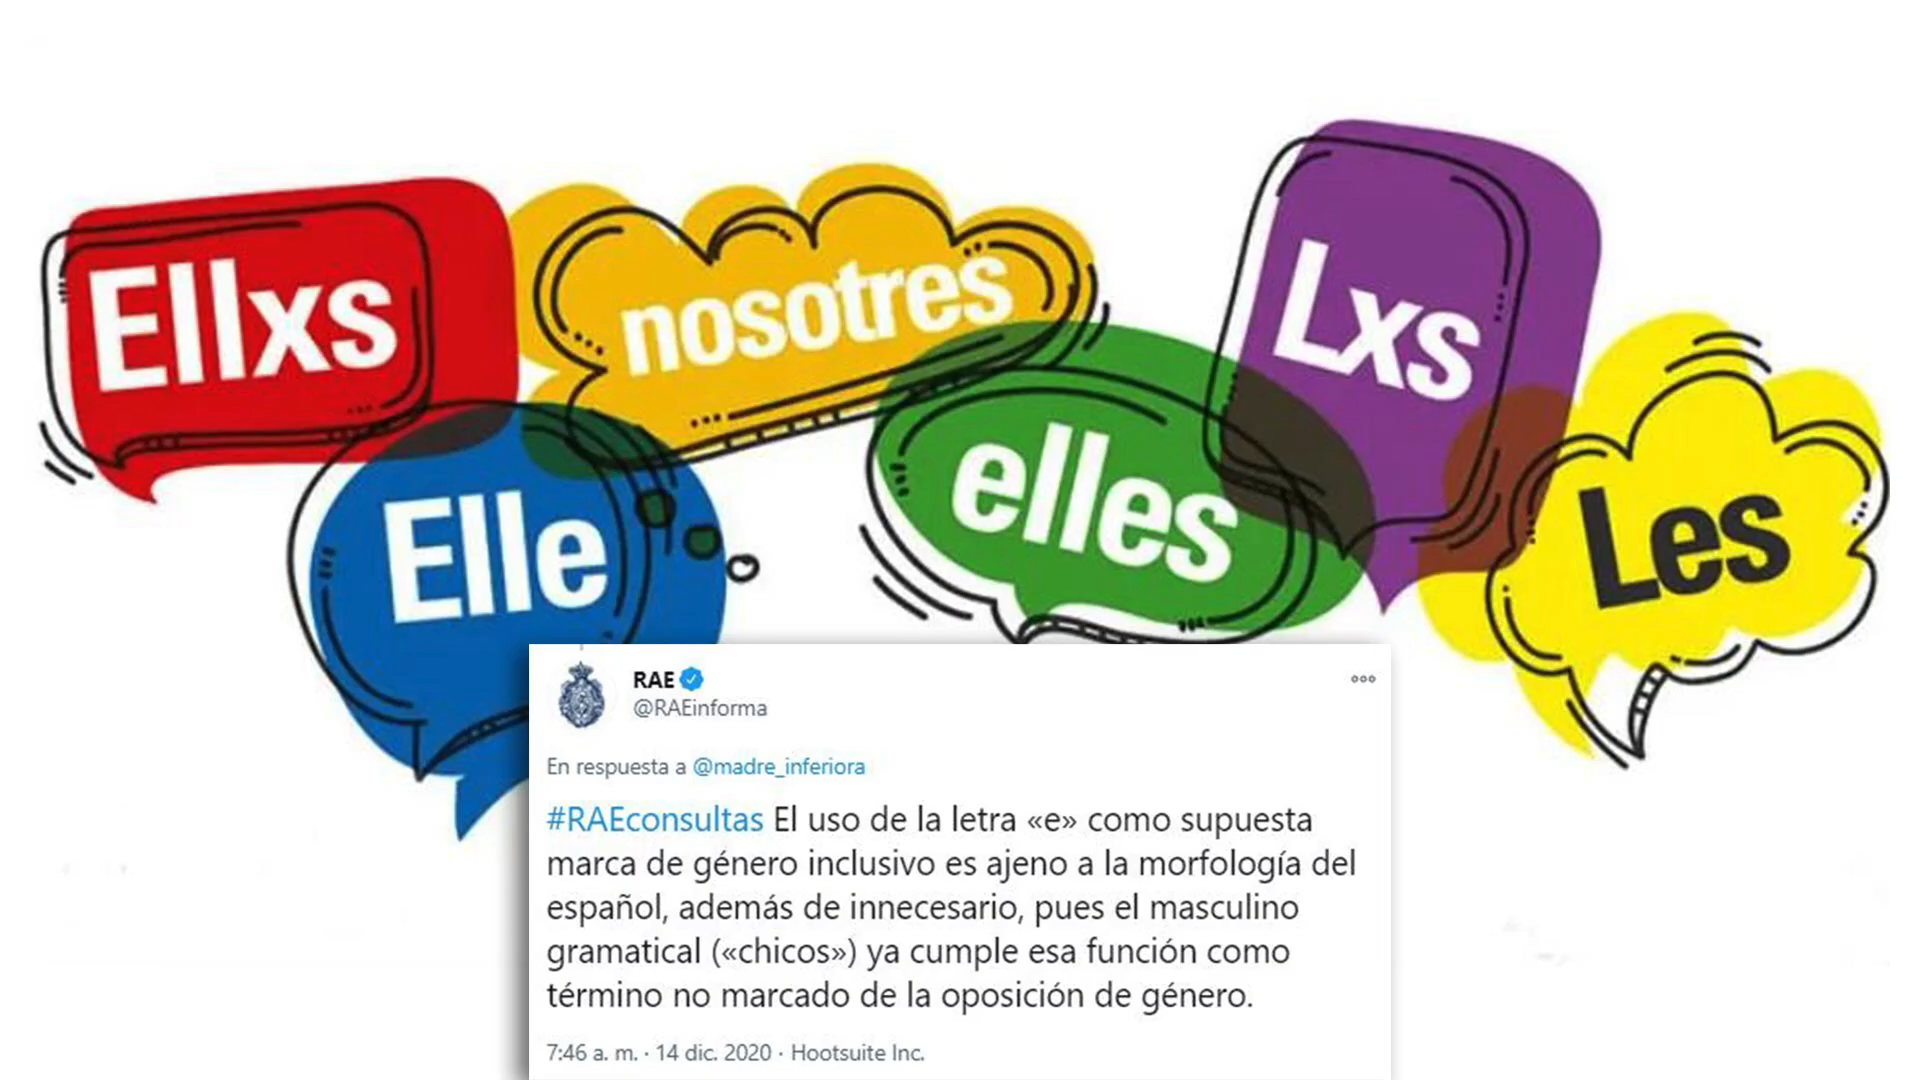 Ellxs
nosotres
Lxs
Elle
elles
Les
RAE
@RAEinforma
En respuesta a @madre_inferiora
#RAEconsultas El uso de la letra «e» como supuesta
marca de género inclusivo es ajeno a la morfología del
español, además de innecesario, pues el masculino
gramatical («chicos») ya cumple esa función como
término no marcado de la oposición de género.
7:46 a. m. · 14 dic. 2020 · Hootsuite Inc.